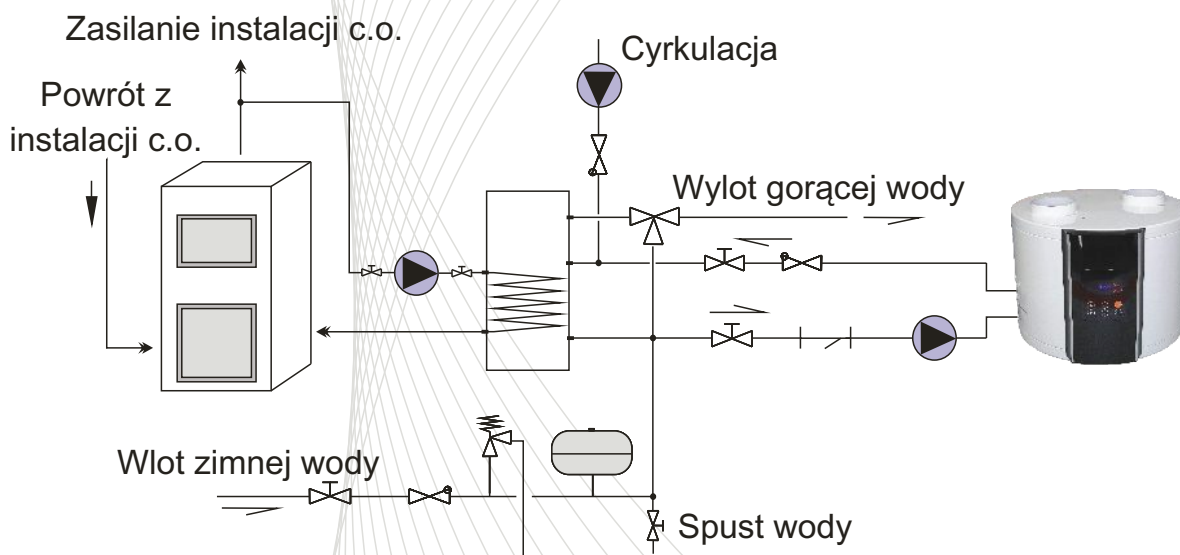 Zasilanie instalacji c.o.
Powrót z
instalacji c.o.
Cyrkulacja
Wylot gorącej wody
Wlot zimnej wody
Spust wody